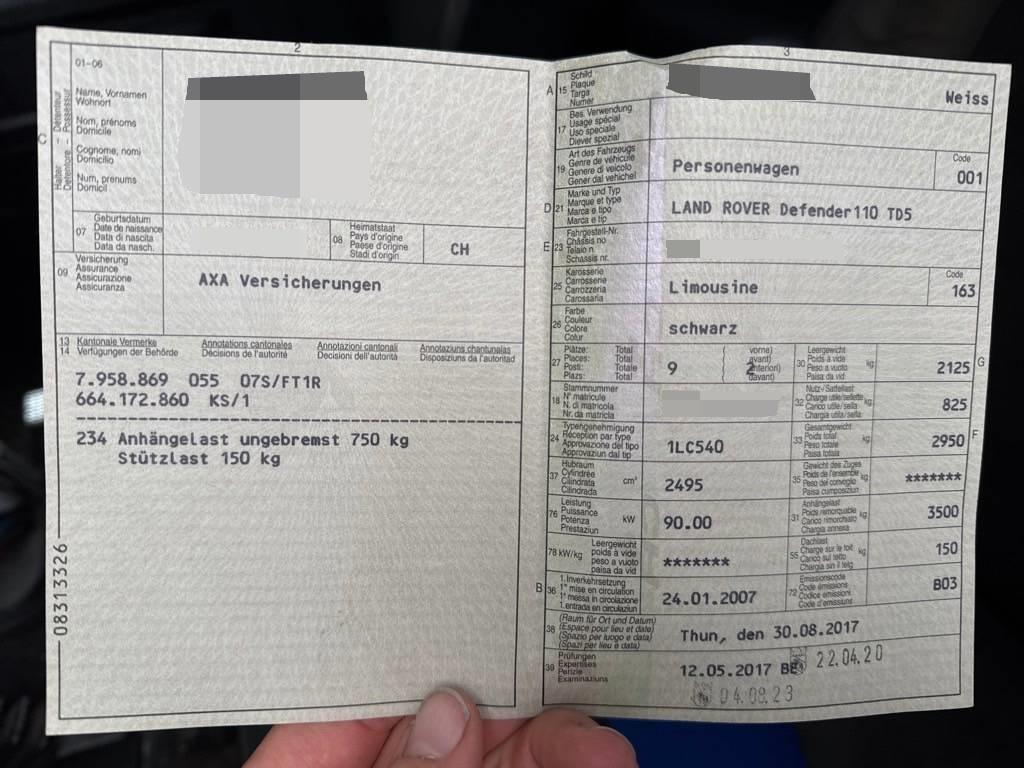 2
01-06
Name, Vornamen
Wohnort
Nom, prénoms
Domicile
Cognome, nomi
Domicilio
Num, prenums
Domicil
C
Halter - Détenteur
Detentore - Possessur
07
Geburtsdatum
Date de naissance
Data di nascita
Data da nasch.
08
Heimatstaat
Pays d'origine
Paese d'origine
Stadi d'origin
CH
09
Versicherung
Assurance
Assicurazione
Assicuranza
AXA Versicherungen
13 Kantonale Vermerke Annotations cantonales Annotazioni cantonali Annotaziuns chantunalas
14 Verfügungen der Behörde Décisions de l'autorité Decisioni dell'autorità Disposiziuns da l'autoritad
7.958.869 055 07S/FT1R
664.172.860 KS/1
234 Anhängelast ungebremst 750 kg
Stützlast 150 kg
08313326
3
A 15
Schild
Plaque
Targa
Numer
Weiss
17
Bes. Verwendung
Usage spécial
Uso speciale
Diever spezial
19
Art des Fahrzeugs
Genre de véhicule
Genere di veicolo
Gener dal vehichel
Personenwagen
Code
001
D 21
Marke und Typ
Marque et type
Marca e tipo
Marca e tip
LAND ROVER Defender110 TD5
E 23
Fahrgestell-Nr.
Châssis no
Telaio n.
Schassis nr.
25
Karosserie
Carrosserie
Carrozzeria
Carossaria
Limousine
Code
163
26
Farbe
Couleur
Colore
Colur
schwarz
27
Plätze: Total
Places: Total
Posti: Totale
Plazs: Total
9
vorne)
avant)
anteriori)
davant)
2
30
Leergewicht
Poids à vide
Peso a vuoto
Paisa da vid
kg
2125
G
18
Stammnummer
N° matricule
N. di matricola
Nr. da matricla
32
Nutz-/Sattellast
Charge utile/sellette
Carico utile/sella
Chargia utila/sella
kg
825
24
Typengenehmigung
Réception par type
Approvazione del tipo
Approvaziun dal tip
1LC540
33
Gesamtgewicht
Poids total
Peso totale
Paisa totala
kg
2950
F
37
Hubraum
Cylindrée
Cilindrata
Cilindrada
cm³
2495
35
Gewicht des Zuges
Poids de l'ensemble
Peso del convoglio
Paisa cumposiziun
kg
*******
76
Leistung
Puissance
Potenza
Prestaziun
kW
90.00
31
Anhängelast
Poids remorquable
Carico rimorchiato
Chargia annexa
kg
3500
78 kW/kg
Leergewicht
poids à vide
peso a vuoto
paisa da vid
*******
55
Dachlast
Charge sur le toit
Carico sul tetto
Chargia sin il tetg
kg
150
B 36
1. Inverkehrsetzung
1re mise en circulation
1a messa in circolazione
1. entrada en circulaziun
24.01.2007
72
Emissionscode
Code émissions
Codice emissioni
Code d'emissiuns
B03
38
(Raum für Ort und Datum)
(Espace pour lieu et date)
(Spazio per luogo e data)
(Spazi per lieu e data)
Thun, den 30.08.2017
39
Prüfungen
Expertises
Perizie
Examinaziuns
12.05.2017 BE
22.04.20
04.08.23